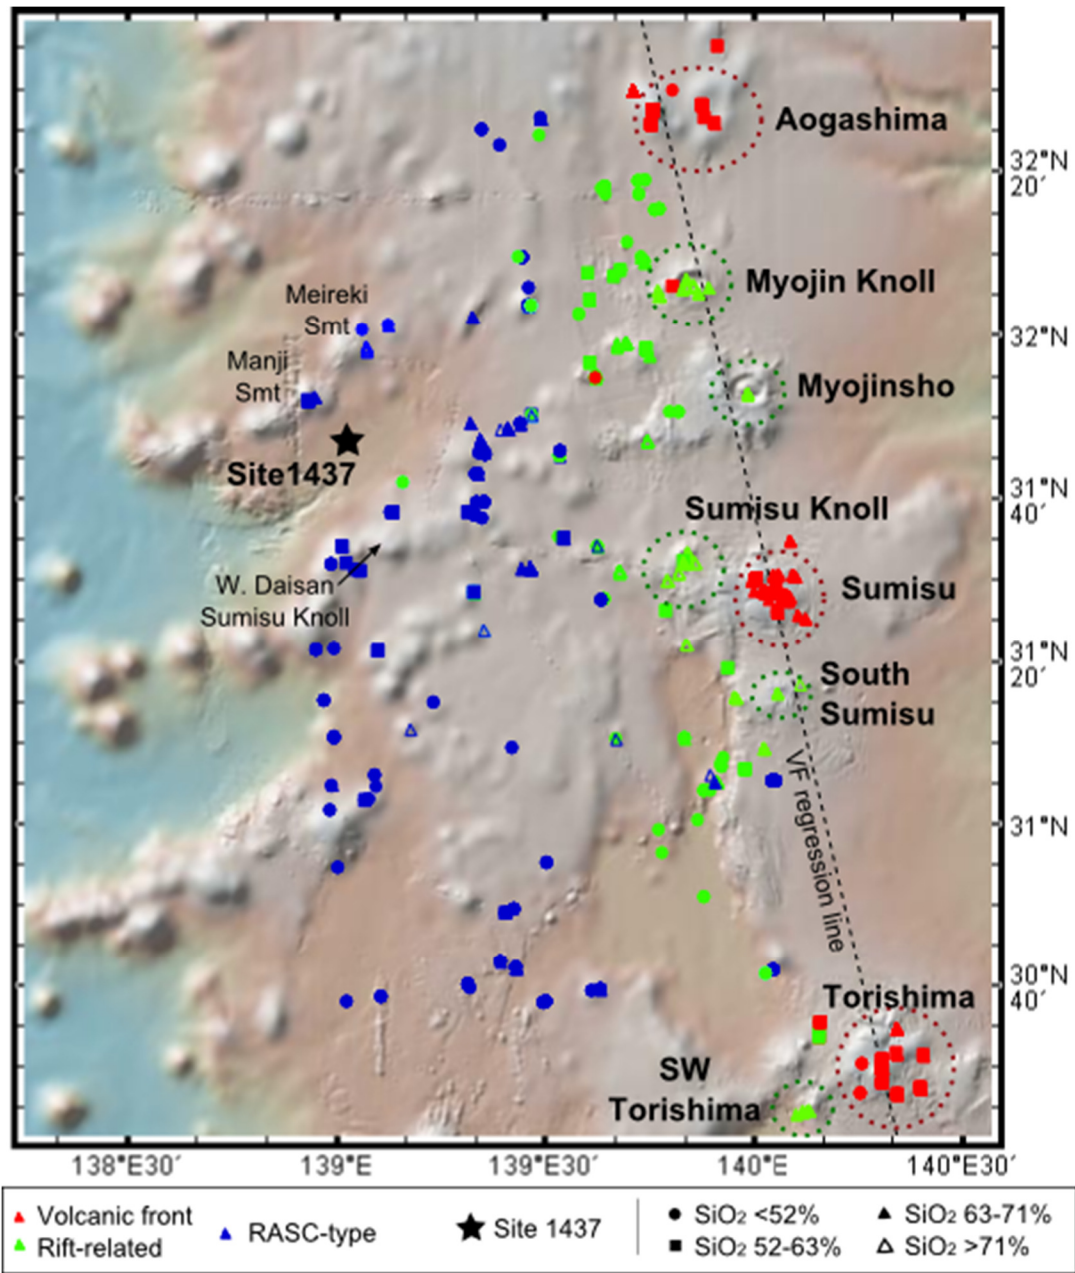 Aogashima
32°N
20′
Myojin Knoll
Meireki
Smt
32°N
Manji
Smt
Myojinsho
Site1437
31°N
40′
Sumisu Knoll
W. Daisan
Sumisu Knoll
Sumisu
31°N
20′
South
Sumisu
VF regression line
31°N
30°N
40′
Torishima
SW
Torishima
138°E30′
139°E
139°E30′
140°E
140°E30′
Volcanic front
Rift-related
RASC-type
Site 1437
SiO₂ <52%
SiO₂ 52-63%
SiO₂ 63-71%
SiO₂ >71%